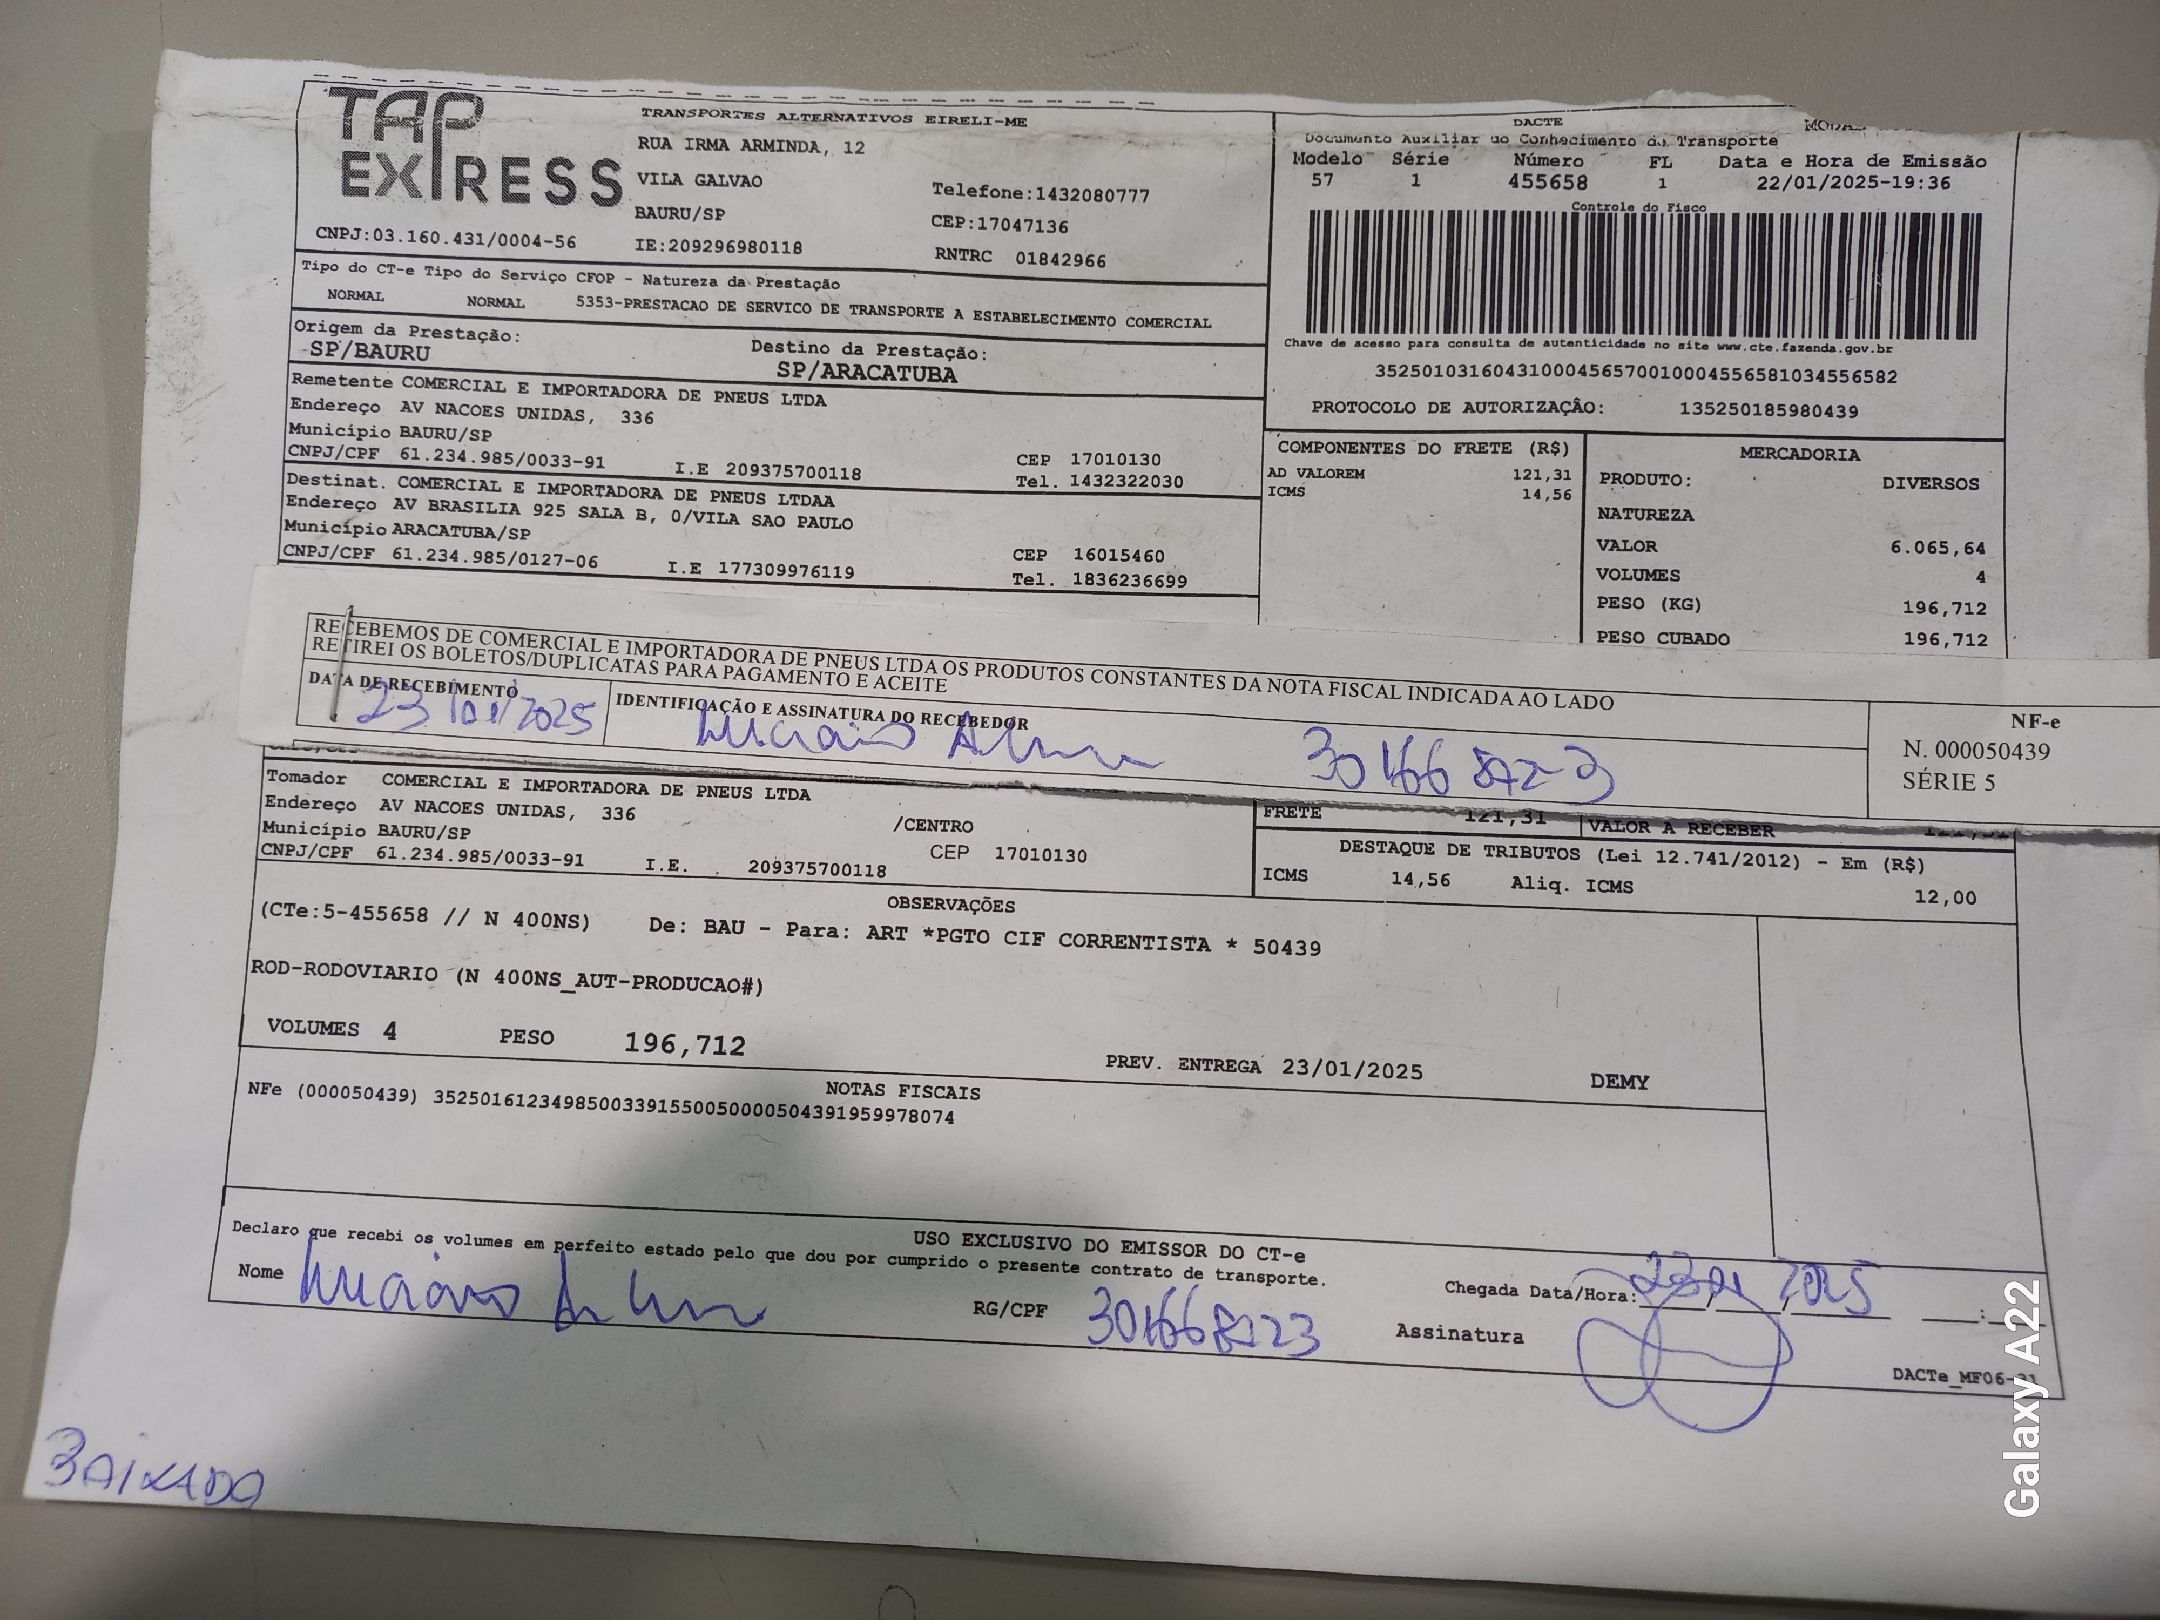 TAP EXPRESS
TRANSPORTES ALTERNATIVOS EIRELI-ME
RUA IRMA ARMINDA, 12
VILA GALVAO
Telefone:1432080777
BAURU/SP
CEP:17047136
CNPJ:03.160.431/0004-56
IE:209296980118
RNTRC 01842966
DACTE
Documento Auxiliar do Conhecimento de Transporte
Modelo Série Número FL Data e Hora de Emissão
57 1 455658 1 22/01/2025-19:36
Controle do Fisco
Chave de acesso para consulta de autenticidade no site www.cte.fazenda.gov.br
35250103160431000456570010004556581034556582
PROTOCOLO DE AUTORIZAÇÂO: 135250185980439
Tipo do CT-e Tipo do Serviço CFOP - Natureza da Prestação
NORMAL NORMAL 5353-PRESTACAO DE SERVICO DE TRANSPORTE A ESTABELECIMENTO COMERCIAL
Origem da Prestação:
SP/BAURU
Destino da Prestação:
SP/ARACATUBA
Remetente COMERCIAL E IMPORTADORA DE PNEUS LTDA
Endereço AV NACOES UNIDAS, 336
Município BAURU/SP
CEP 17010130
CNPJ/CPF 61.234.985/0033-91 I.E 209375700118
Tel. 1432322030
Destinat. COMERCIAL E IMPORTADORA DE PNEUS LTDAA
Endereço AV BRASILIA 925 SALA B, 0/VILA SAO PAULO
Município ARACATUBA/SP
CEP 16015460
CNPJ/CPF 61.234.985/0127-06 I.E 177309976119
Tel. 1836236699
COMPONENTES DO FRETE (R$)
AD VALOREM 121,31
ICMS 14,56
MERCADORIA
PRODUTO: DIVERSOS
NATUREZA
VALOR 6.065,64
VOLUMES 4
PESO (KG) 196,712
PESO CUBADO 196,712
RECEBEMOS DE COMERCIAL E IMPORTADORA DE PNEUS LTDA OS PRODUTOS CONSTANTES DA NOTA FISCAL INDICADA AO LADO
RETIREI OS BOLETOS/DUPLICATAS PARA PAGAMENTO E ACEITE
DATA DE RECEBIMENTO
23/01/2025
IDENTIFICAÇÃO E ASSINATURA DO RECEBEDOR
Luciano
NF-e
N. 000050439
SÉRIE 5
Tomador COMERCIAL E IMPORTADORA DE PNEUS LTDA
Endereço AV NACOES UNIDAS, 336
/CENTRO
Município BAURU/SP
CEP 17010130
CNPJ/CPF 61.234.985/0033-91 I.E. 209375700118
FRETE 121,31 VALOR A RECEBER
DESTAQUE DE TRIBUTOS (Lei 12.741/2012) - Em (R$)
ICMS 14,56 Aliq. ICMS 12,00
OBSERVAÇÕES
(CTe:5-455658 // N 400NS) De: BAU - Para: ART *PGTO CIF CORRENTISTA * 50439
ROD-RODOVIARIO (N 400NS_AUT-PRODUCAO#)
VOLUMES 4 PESO 196,712
PREV. ENTREGA 23/01/2025 DEMY
NOTAS FISCAIS
NFe (000050439) 35250161234985003391550050000504391959978074
USO EXCLUSIVO DO EMISSOR DO CT-e
Declaro que recebi os volumes em perfeito estado pelo que dou por cumprido o presente contrato de transporte.
Nome Luciano
RG/CPF
Chegada Data/Hora: 23 01 2025
Assinatura
BAIXADO
Galaxy A22